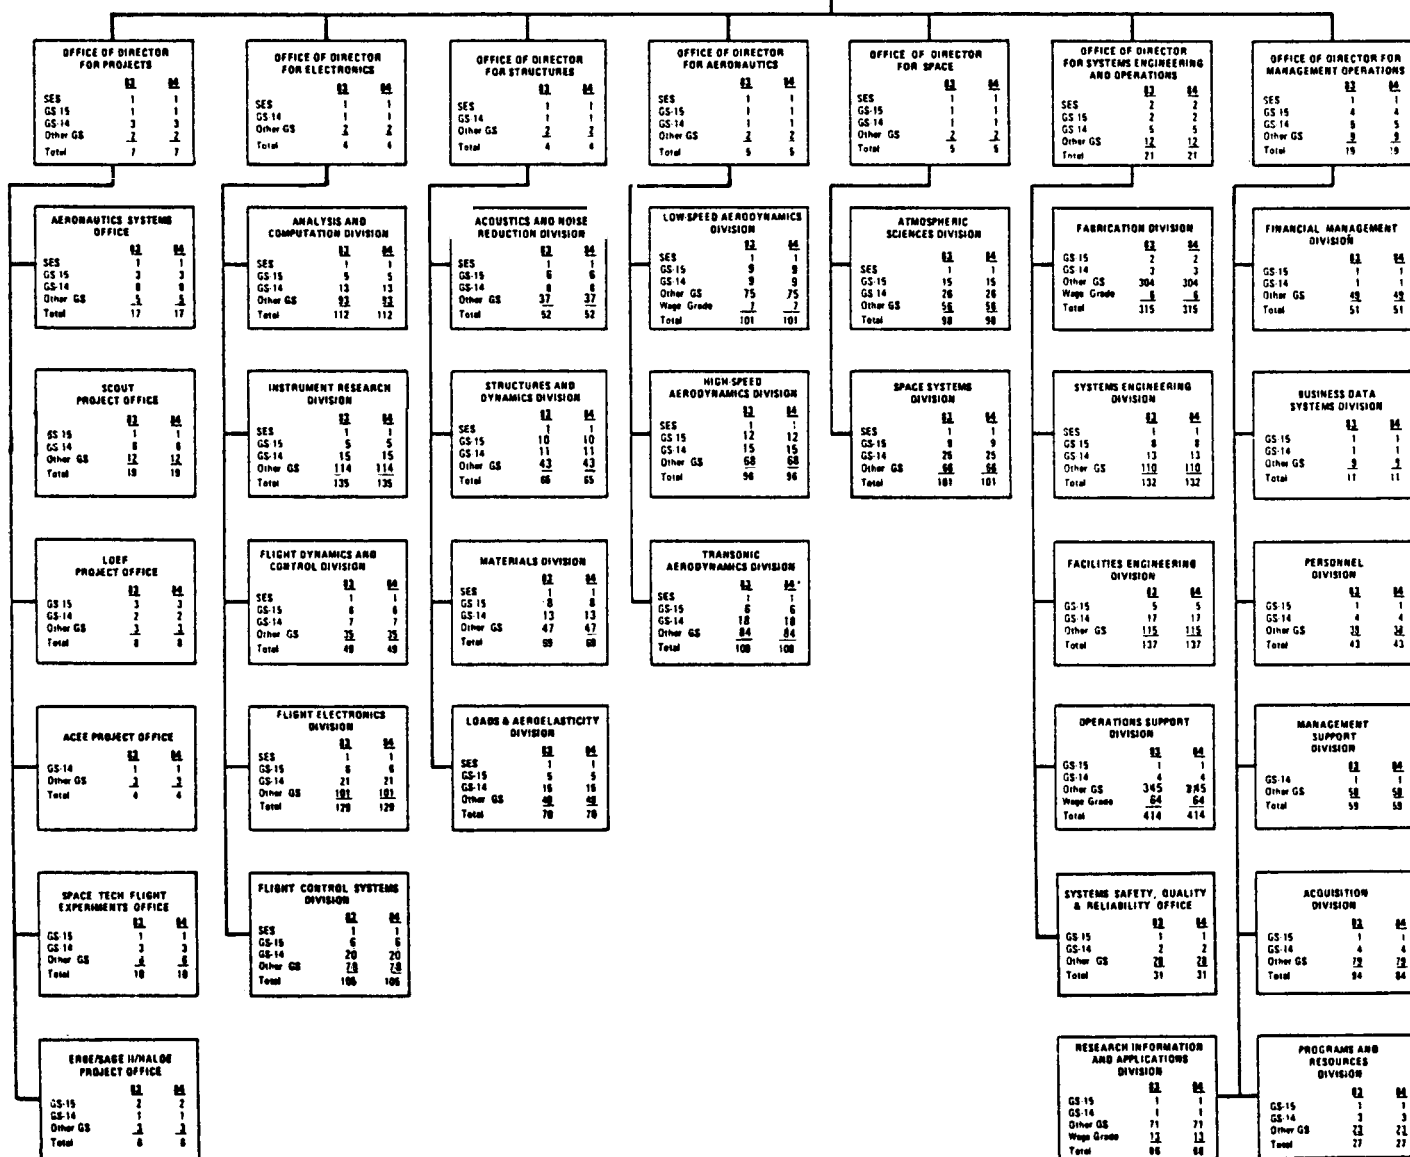 OFFICE OF DIRECTOR
FOR PROJECTS
83 84
SES 1 1
GS 15 1 1
GS-14 3 3
Other GS 2 2
Total 7 7
OFFICE OF DIRECTOR
FOR ELECTRONICS
83 84
SES 1 1
GS-14 1 1
Other GS 2 2
Total 4 4
OFFICE OF DIRECTOR
FOR STRUCTURES
83 84
SES 1 1
GS-14 1 1
Other GS 2 2
Total 4 4
OFFICE OF DIRECTOR
FOR AERONAUTICS
83 84
SES 1 1
GS-15 1 1
GS-14 1 1
Other GS 2 2
Total 5 5
OFFICE OF DIRECTOR
FOR SPACE
83 84
SES 1 1
GS 15 1 1
GS-14 1 1
Other GS 2 2
Total 5 5
OFFICE OF DIRECTOR
FOR SYSTEMS ENGINEERING
AND OPERATIONS
83 84
SES 2 2
GS 15 2 2
GS 14 5 5
Other GS 12 12
Total 21 21
OFFICE OF DIRECTOR FOR
MANAGEMENT OPERATIONS
83 84
SES 1 1
GS-15 4 4
GS-14 5
Other GS 9 9
Total 19 19
AERONAUTICS SYSTEMS
OFFICE
83 84
SES 1 1
GS 15 3 3
GS-14 8 8
Other GS 5 5
Total 17 17
ANALYSIS AND
COMPUTATION DIVISION
83 84
SES 1 1
GS-15 5 5
GS-14 13 13
Other GS 93 93
Total 112 112
ACOUSTICS AND NOISE
REDUCTION DIVISION
83 84
SES 1 1
GS-15 6 6
GS-14 8 8
Other GS 37 37
Total 52 52
LOW-SPEED AERODYNAMICS
DIVISION
83 84
SES 1 1
GS-15 9 9
GS-14 9 9
Other GS 75 75
Wage Grade 7 7
Total 101 101
ATMOSPHERIC
SCIENCES DIVISION
83 84
SES 1 1
GS-15 15 15
GS 14 26 26
Other GS 56 56
Total 98 98
FABRICATION DIVISION
83 84
GS 15 2 2
GS 14 3 3
Other GS 304 304
Wage Grade 6 6
Total 315 315
FINANCIAL MANAGEMENT
DIVISION
83 84
GS-15 1 1
GS-14 1 1
Other GS 49 49
Total 51 51
SCOUT
PROJECT OFFICE
83 84
GS 15 1 1
GS-14 6 6
Other GS 12 12
Total 19 19
INSTRUMENT RESEARCH
DIVISION
83 84
SES 1 1
GS 15 5 5
GS-14 15 15
Other GS 114 114
Total 135 135
STRUCTURES AND
DYNAMICS DIVISION
83 84
SES 1 1
GS-15 10 10
GS-14 11 11
Other GS 43 43
Total 65
HIGH-SPEED
AERODYNAMICS DIVISION
83 84
SES 1 1
GS 15 12 12
GS-14 15 15
Other GS 68 68
Total 96 96
SPACE SYSTEMS
DIVISION
83 84
SES 1 1
GS-15 9 9
GS-14 25 25
Other GS 66 66
Total 101 101
SYSTEMS ENGINEERING
DIVISION
83 84
SES 1 1
GS-15 8 8
GS-14 13 13
Other GS 110 110
Total 132 132
BUSINESS DATA
SYSTEMS DIVISION
83 84
GS-15 1 1
GS-14 1 1
Other GS 9 9
Total 11 11
LDEF
PROJECT OFFICE
83 84
GS 15 3 3
GS-14 2 2
Other GS 3 3
Total 8 8
FLIGHT DYNAMICS AND
CONTROL DIVISION
83 84
SES 1 1
GS-15 6 6
GS-14 7 7
Other GS 35 35
Total 49 49
MATERIALS DIVISION
83 84
SES 1 1
GS 15 8 8
GS-14 13 13
Other GS 47 47
Total 69 69
TRANSONIC
AERODYNAMICS DIVISION
83 84
SES 1 1
GS-15 6 6
GS-14 18 18
Other GS 84 84
Total
FACILITIES ENGINEERING
DIVISION
83 84
GS-15 5 5
GS-14 17 17
Other GS 115 115
Total 137 137
PERSONNEL
DIVISION
83 84
GS-15 1 1
GS-14 4 4
Other GS 38 38
Total 43 43
ACEE PROJECT OFFICE
83 84
GS-14 1 1
Other GS 3 3
Total 4 4
FLIGHT ELECTRONICS
DIVISION
83 84
SES 1 1
GS-15 6 6
GS-14 21 21
Other GS 101 101
Total 129 129
LOADS & AEROELASTICITY
DIVISION
83 84
SES 1 1
GS-15 5 5
GS-14
Other GS
Total 70 70
OPERATIONS SUPPORT
DIVISION
83 84
GS-15 1 1
GS-14 4 4
Other GS 345 345
Wage Grade 64 64
Total 414 414
MANAGEMENT
SUPPORT
DIVISION
83 84
GS-14 1 1
Other GS 58 58
Total 59 59
SPACE TECH FLIGHT
EXPERIMENTS OFFICE
83 84
GS-15 1 1
GS 14 3 3
Other GS 6 6
Total 10 10
FLIGHT CONTROL SYSTEMS
DIVISION
83 84
SES 1 1
GS-15 6 6
GS-14 20 20
Other GS 78 78
Total 105 105
SYSTEMS SAFETY, QUALITY
& RELIABILITY OFFICE
83 84
GS-15 1 1
GS-14 2 2
Other GS 28 28
Total 31 31
ACQUISITION
DIVISION
83 84
GS 15 1 1
GS-14 4 4
Other GS 79 79
Total 84 84
ERBE/SAGE II/HALOE
PROJECT OFFICE
83 84
GS-15 2 2
GS-14 1 1
Other GS 3 3
Total 6 6
RESEARCH INFORMATION
AND APPLICATIONS
DIVISION
83 84
GS-15 1 1
GS-14 1 1
Other GS 71 71
Wage Grade 13 13
Total
PROGRAMS AND
RESOURCES
DIVISION
83 84
GS-15 1 1
GS-14 3 3
Other GS 23 23
Total 27 27